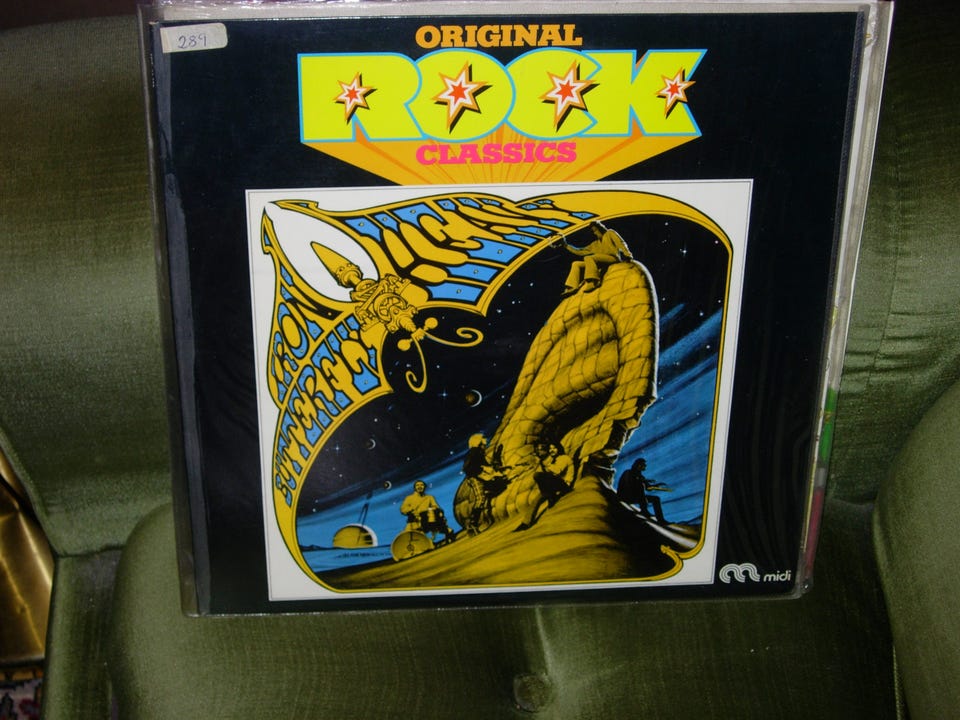 289
ORIGINAL
ROCK
CLASSICS
IRON
BUTTERFLY
HEAVY
midi